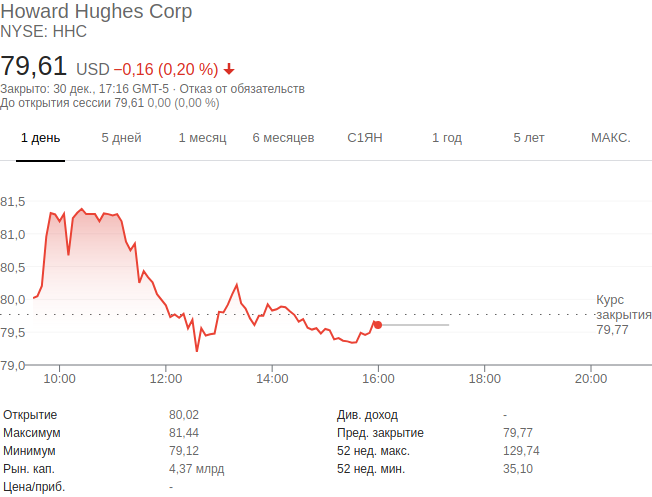 Howard Hughes Corp
NYSE: HHC
79,61 USD −0,16 (0,20 %)
Закрыто: 30 дек., 17:16 GMT-5 · Отказ от обязательств
До открытия сессии 79,61 0,00 (0,00 %)
1 день 5 дней 1 месяц 6 месяцев С1ЯН 1 год 5 лет МАКС.
81,5
81,0
80,5
80,0
Курс
закрытия
79,77
79,5
79,0
10:00 12:00 14:00 16:00 18:00 20:00
Открытие 80,02 Див. доход -
Максимум 81,44 Пред. закрытие 79,77
Минимум 79,12 52 нед. макс. 129,74
Рын. кап. 4,37 млрд 52 нед. мин. 35,10
Цена/приб. -